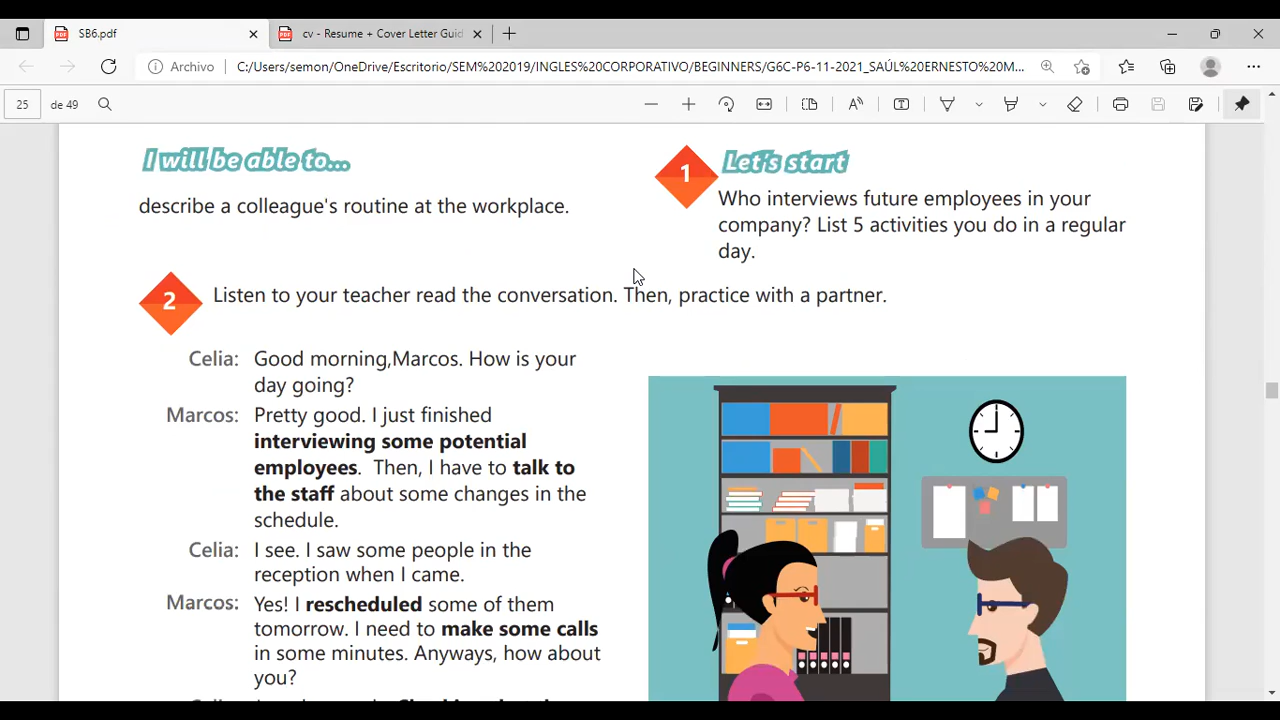 SB6.pdf
cv - Resume + Cover Letter Guid
Archivo
C:/Users/semon/OneDrive/Escritorio/SEM%202019/INGLES%20CORPORATIVO/BEGINNERS/G6C-P6-11-2021_SAÚL%20ERNESTO%20M...
25
de 49
I will be able to...
describe a colleague's routine at the workplace.
1
Let's start
Who interviews future employees in your
company? List 5 activities you do in a regular
day.
2
Listen to your teacher read the conversation. Then, practice with a partner.
Celia: Good morning,Marcos. How is your
day going?
Marcos: Pretty good. I just finished
interviewing some potential
employees. Then, I have to talk to
the staff about some changes in the
schedule.
Celia: I see. I saw some people in the
reception when I came.
Marcos: Yes! I rescheduled some of them
tomorrow. I need to make some calls
in some minutes. Anyways, how about
you?